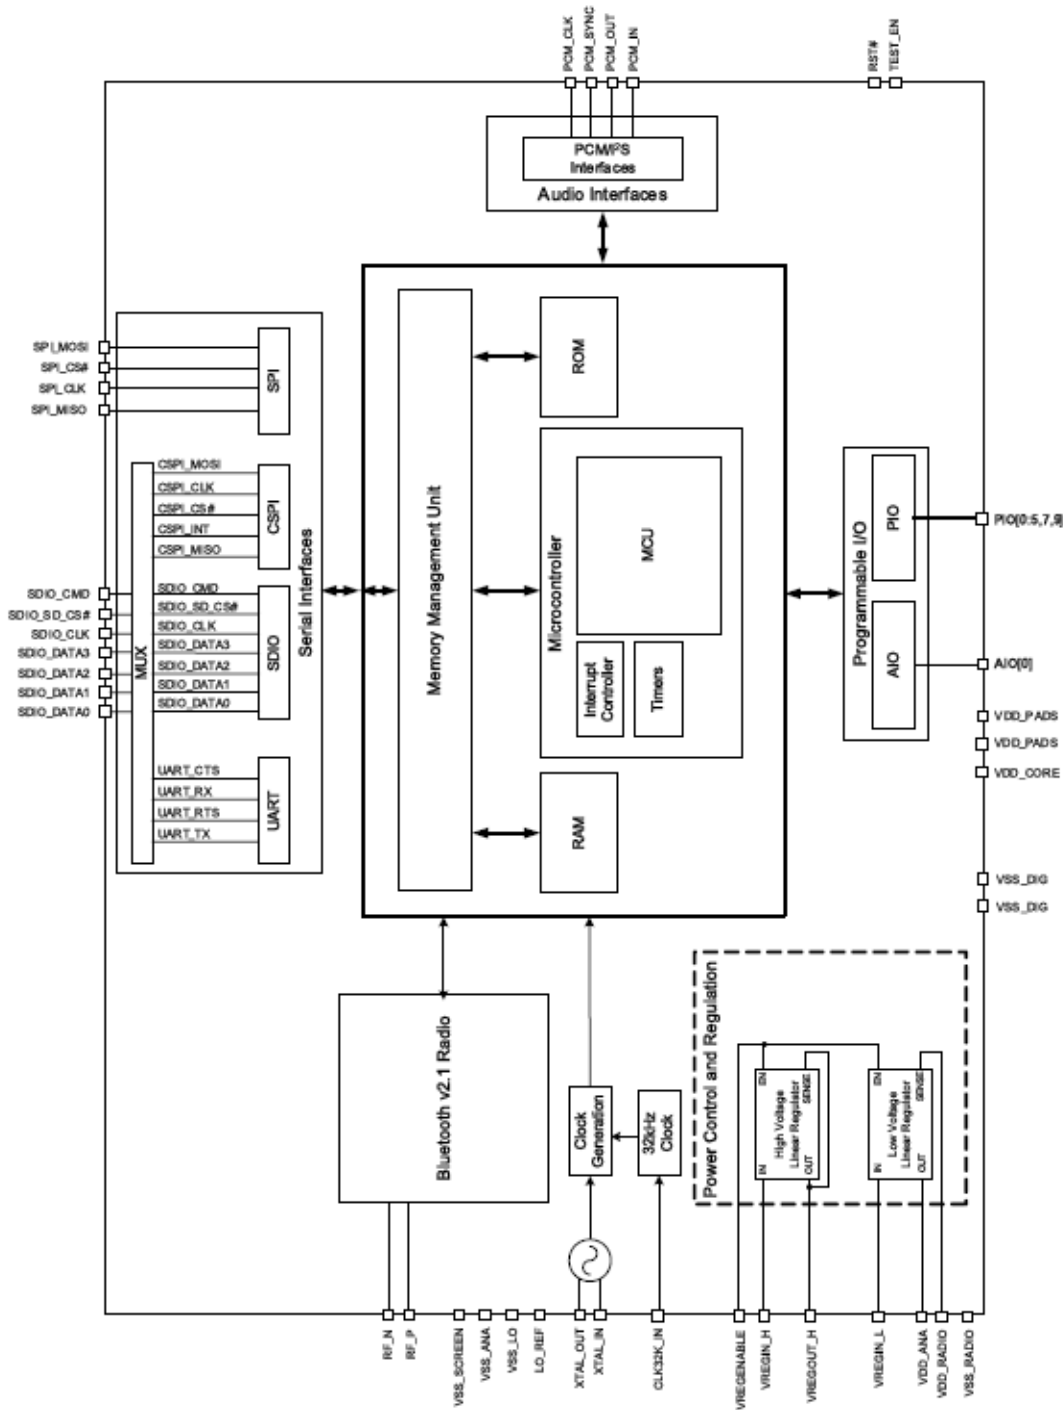 PCM_CLK
PCM_SYNC
PCM_OUT
PCM_IN
RST#
TEST_EN
PCM/I²S
Interfaces
Audio Interfaces
SPI_MOSI
SPI_CS#
SPI_CLK
SPI_MISO
SPI
CSPI_MOSI
CSPI_CLK
CSPI_CS#
CSPI_INT
CSPI_MISO
CSPI
SDIO_CMD
SDIO_SD_CS#
SDIO_CLK
SDIO_DATA3
SDIO_DATA2
SDIO_DATA1
SDIO_DATA0
MUX
SDIO_CMD
SDIO_SD_CS#
SDIO_CLK
SDIO_DATA3
SDIO_DATA2
SDIO_DATA1
SDIO_DATA0
SDIO
Serial Interfaces
UART_CTS
UART_RX
UART_RTS
UART_TX
UART
Memory Management Unit
ROM
Microcontroller
MCU
Interrupt
Controller
Timers
RAM
Programmable I/O
PIO
AIO
PIO[0:5,7,9]
AIO[0]
VDD_PADS
VDD_PADS
VDD_CORE
VSS_DIG
VSS_DIG
Bluetooth v2.1 Radio
Clock
Generation
32kHz
Clock
Power Control and Regulation
EN
SENSE
High Voltage
Linear Regulator
IN
OUT
EN
SENSE
Low Voltage
Linear Regulator
IN
OUT
RF_N
RF_P
VSS_SCREEN
VSS_ANA
VSS_LO
LO_REF
XTAL_OUT
XTAL_IN
CLK32K_IN
VREGENABLE
VREGIN_H
VREGOUT_H
VREGIN_L
VDD_ANA
VDD_RADIO
VSS_RADIO